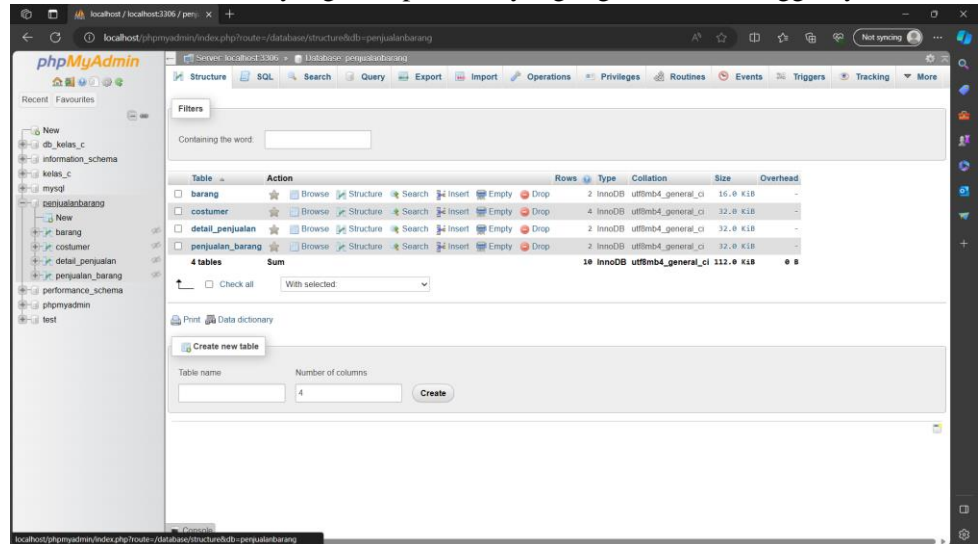 localhost / localhost:3306 / penj
localhost/phpmyadmin/index.php?route=/database/structure&db=penjualanbarang
Not syncing
phpMyAdmin
Recent Favourites
New
db_kelas_c
information_schema
kelas_c
mysql
penjualanbarang
New
barang
costumer
detail_penjualan
penjualan_barang
performance_schema
phpmyadmin
test
Server: localhost:3306 » Database: penjualanbarang
Structure SQL Search Query Export Import Operations Privileges Routines Events Triggers Tracking More
Filters
Containing the word:
Table Action Rows Type Collation Size Overhead
barang Browse Structure Search Insert Empty Drop 2 InnoDB utf8mb4_general_ci 16.0 KiB -
costumer Browse Structure Search Insert Empty Drop 4 InnoDB utf8mb4_general_ci 32.0 KiB -
detail_penjualan Browse Structure Search Insert Empty Drop 2 InnoDB utf8mb4_general_ci 32.0 KiB -
penjualan_barang Browse Structure Search Insert Empty Drop 2 InnoDB utf8mb4_general_ci 32.0 KiB -
4 tables Sum 10 InnoDB utf8mb4_general_ci 112.0 KiB 0 B
Check all With selected:
Print Data dictionary
Create new table
Table name Number of columns
4 Create
Console
localhost/phpmyadmin/index.php?route=/database/structure&db=penjualanbarang